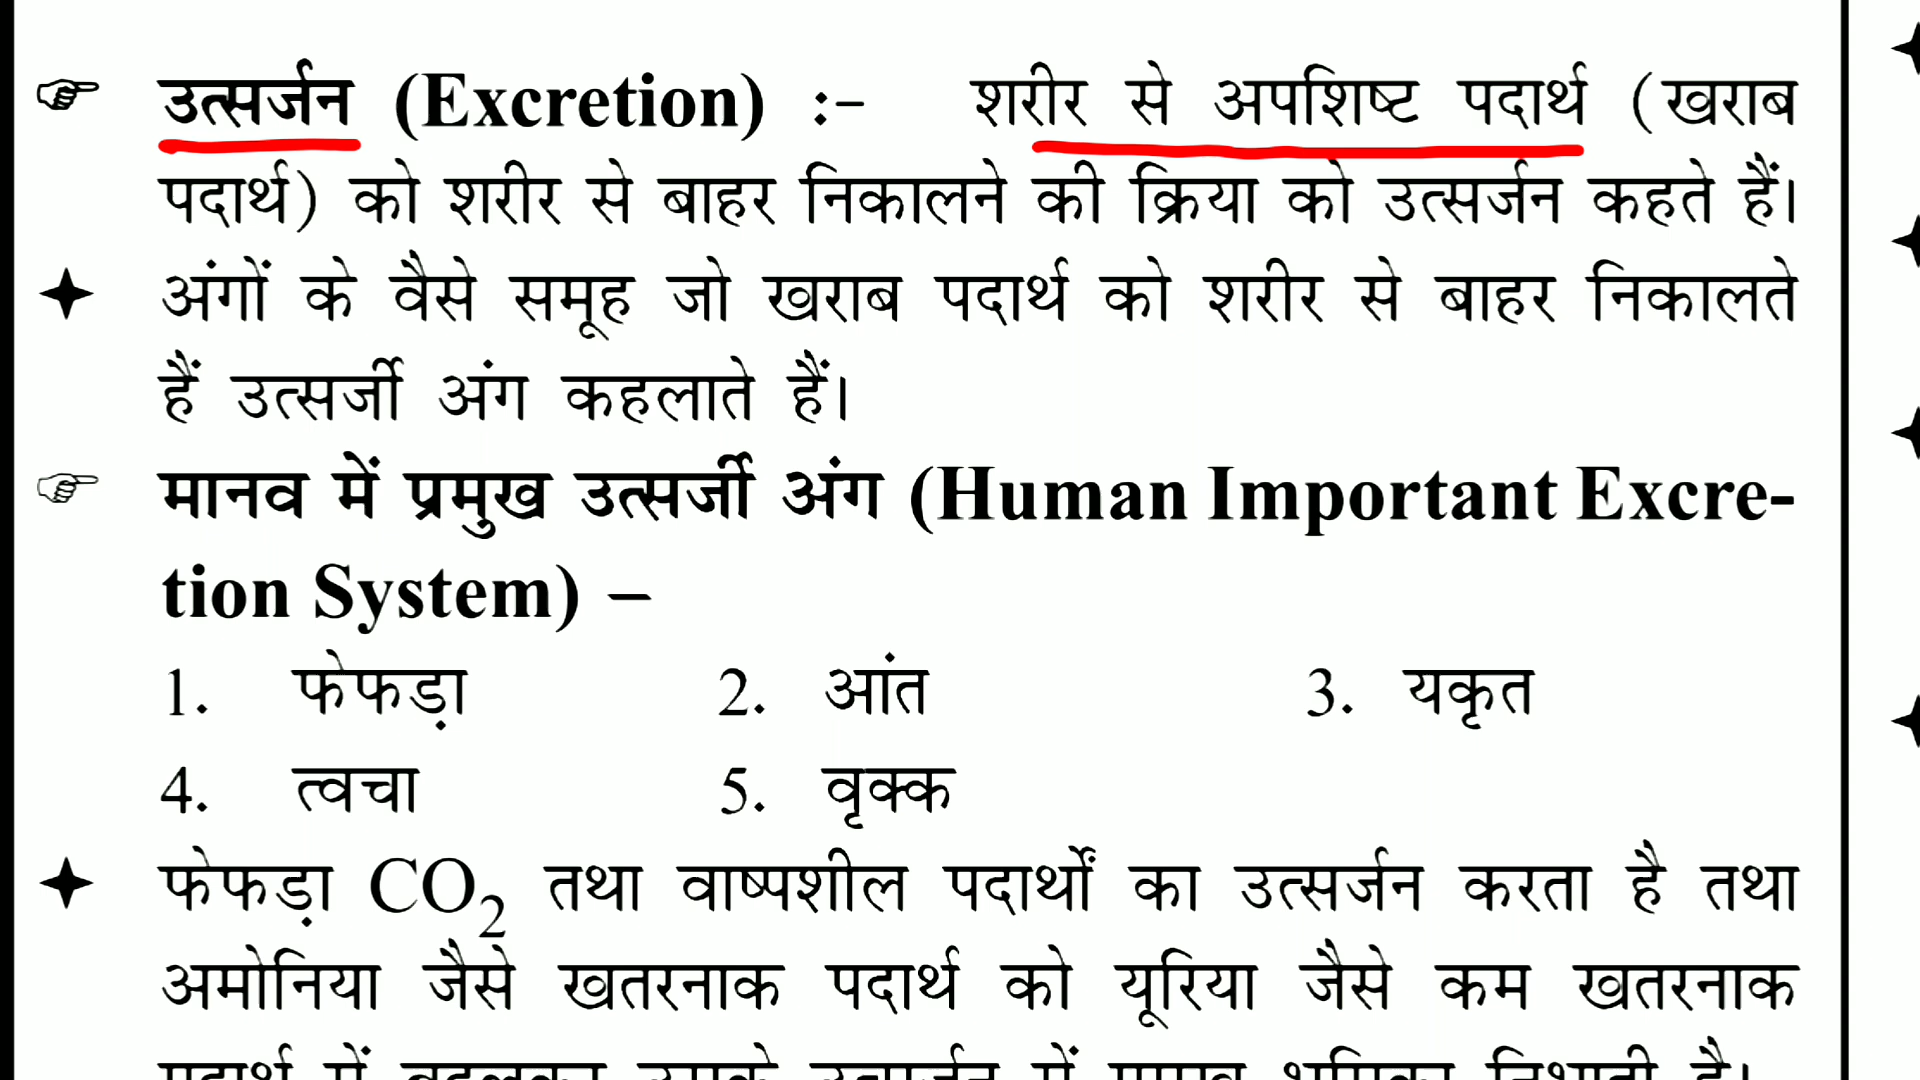 उत्सर्जन (Excretion) :- शरीर से अपशिष्ट पदार्थ (खराब
पदार्थ) को शरीर से बाहर निकालने की क्रिया को उत्सर्जन कहते हैं।
अंगों के वैसे समूह जो खराब पदार्थ को शरीर से बाहर निकालते
हैं उत्सर्जी अंग कहलाते हैं।
मानव में प्रमुख उत्सर्जी अंग (Human Important Excre-
tion System) –
1. फेफड़ा 2. आंत 3. यकृत
4. त्वचा 5. वृक्क
फेफड़ा CO₂ तथा वाष्पशील पदार्थों का उत्सर्जन करता है तथा
अमोनिया जैसे खतरनाक पदार्थ को यूरिया जैसे कम खतरनाक
पदार्थ में